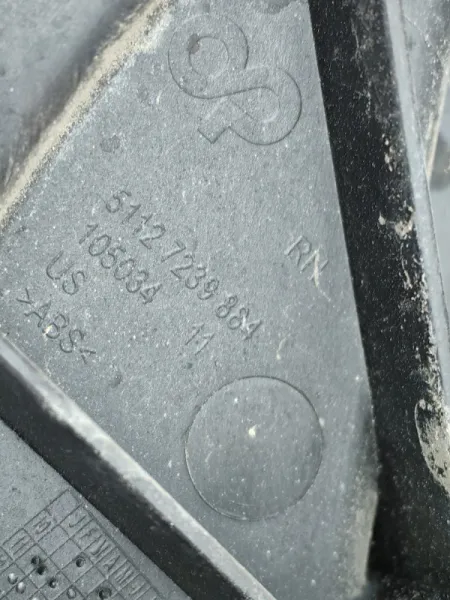 RN
5112 7239 884
105034 11
US
>ABS<
J F M A M J